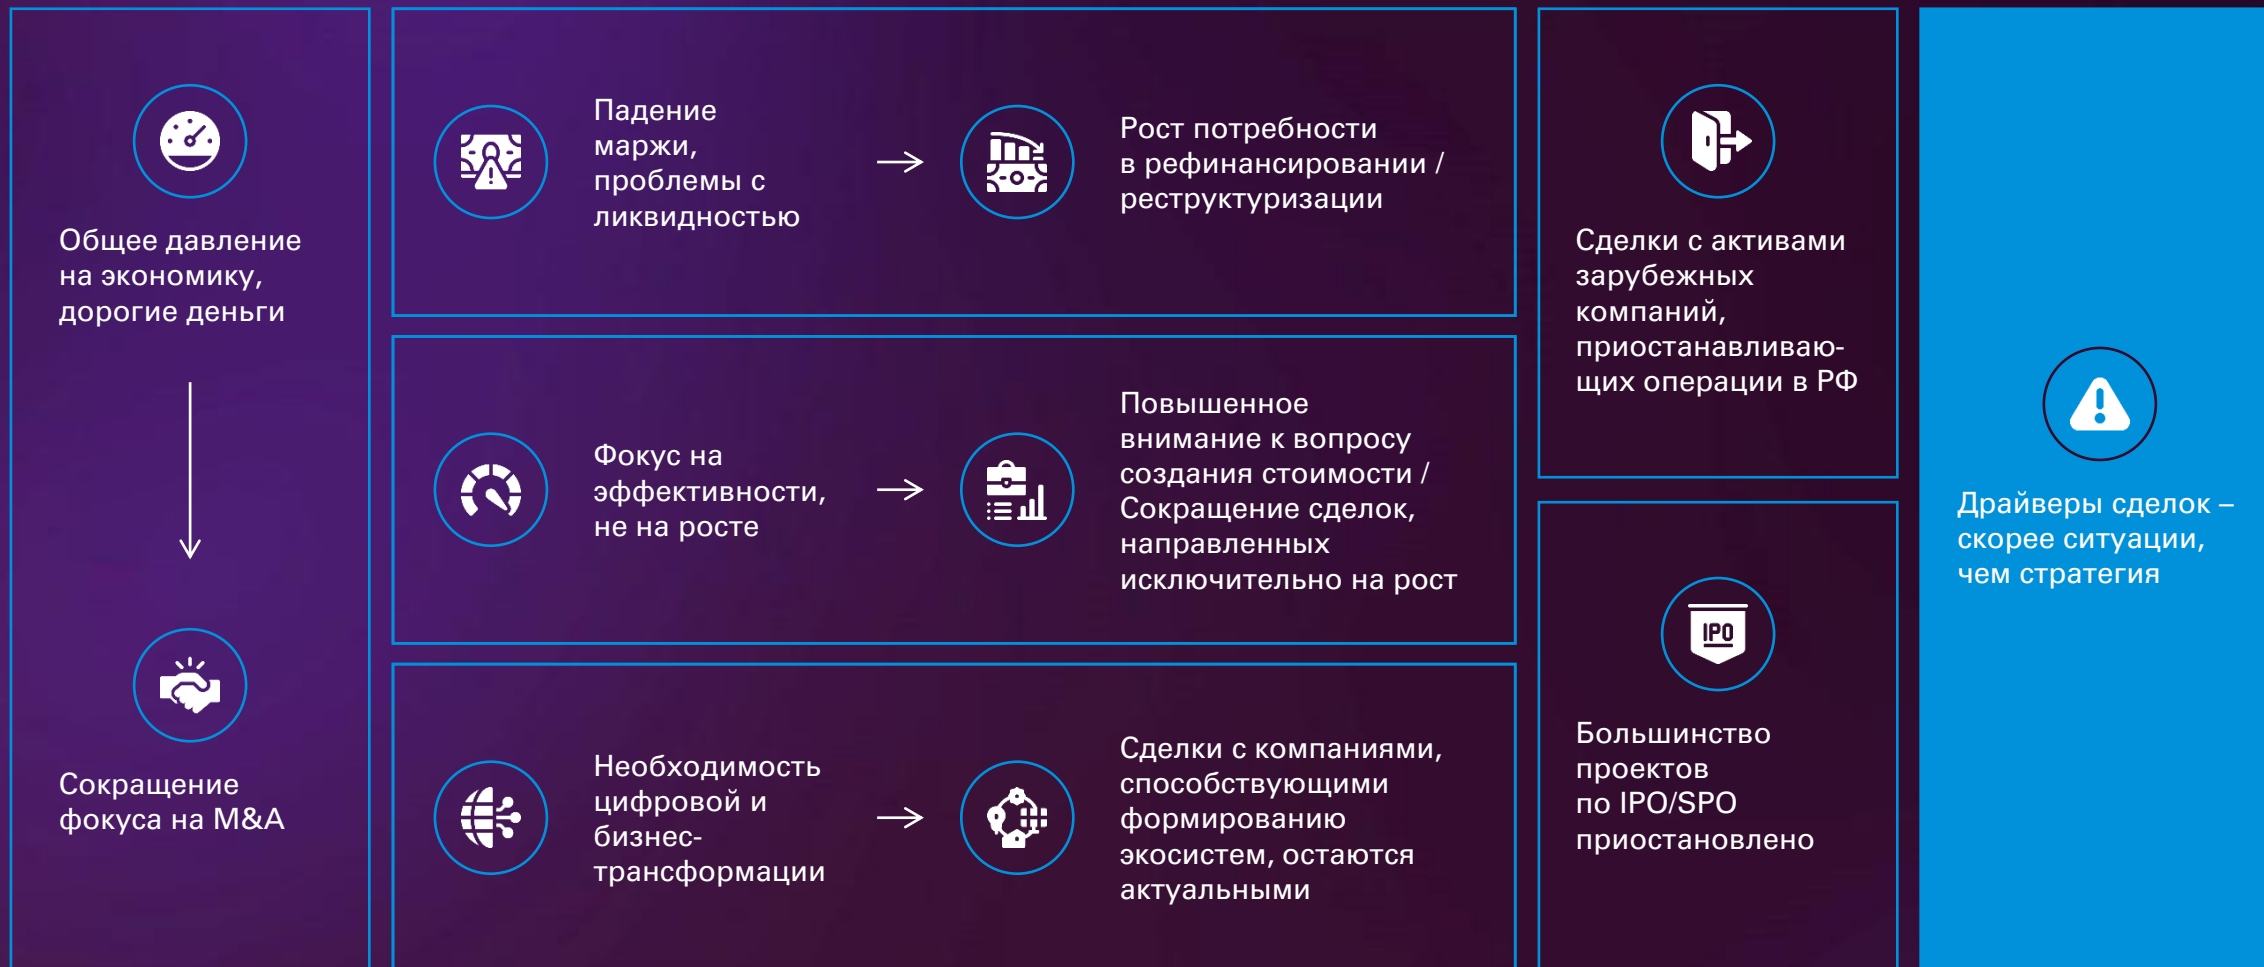 Общее давление
на экономику,
дорогие деньги
Сокращение
фокуса на M&A
Падение
маржи,
проблемы с
ликвидностью
Рост потребности
в рефинансировании /
реструктуризации
Фокус на
эффективности,
не на росте
Повышенное
внимание к вопросу
создания стоимости /
Сокращение сделок,
направленных
исключительно на рост
Необходимость
цифровой и
бизнес-
трансформации
Сделки с компаниями,
способствующими
формированию
экосистем, остаются
актуальными
Сделки с активами
зарубежных
компаний,
приостанавливаю-
щих операции в РФ
IPO
Большинство
проектов
по IPO/SPO
приостановлено
Драйверы сделок –
скорее ситуации,
чем стратегия